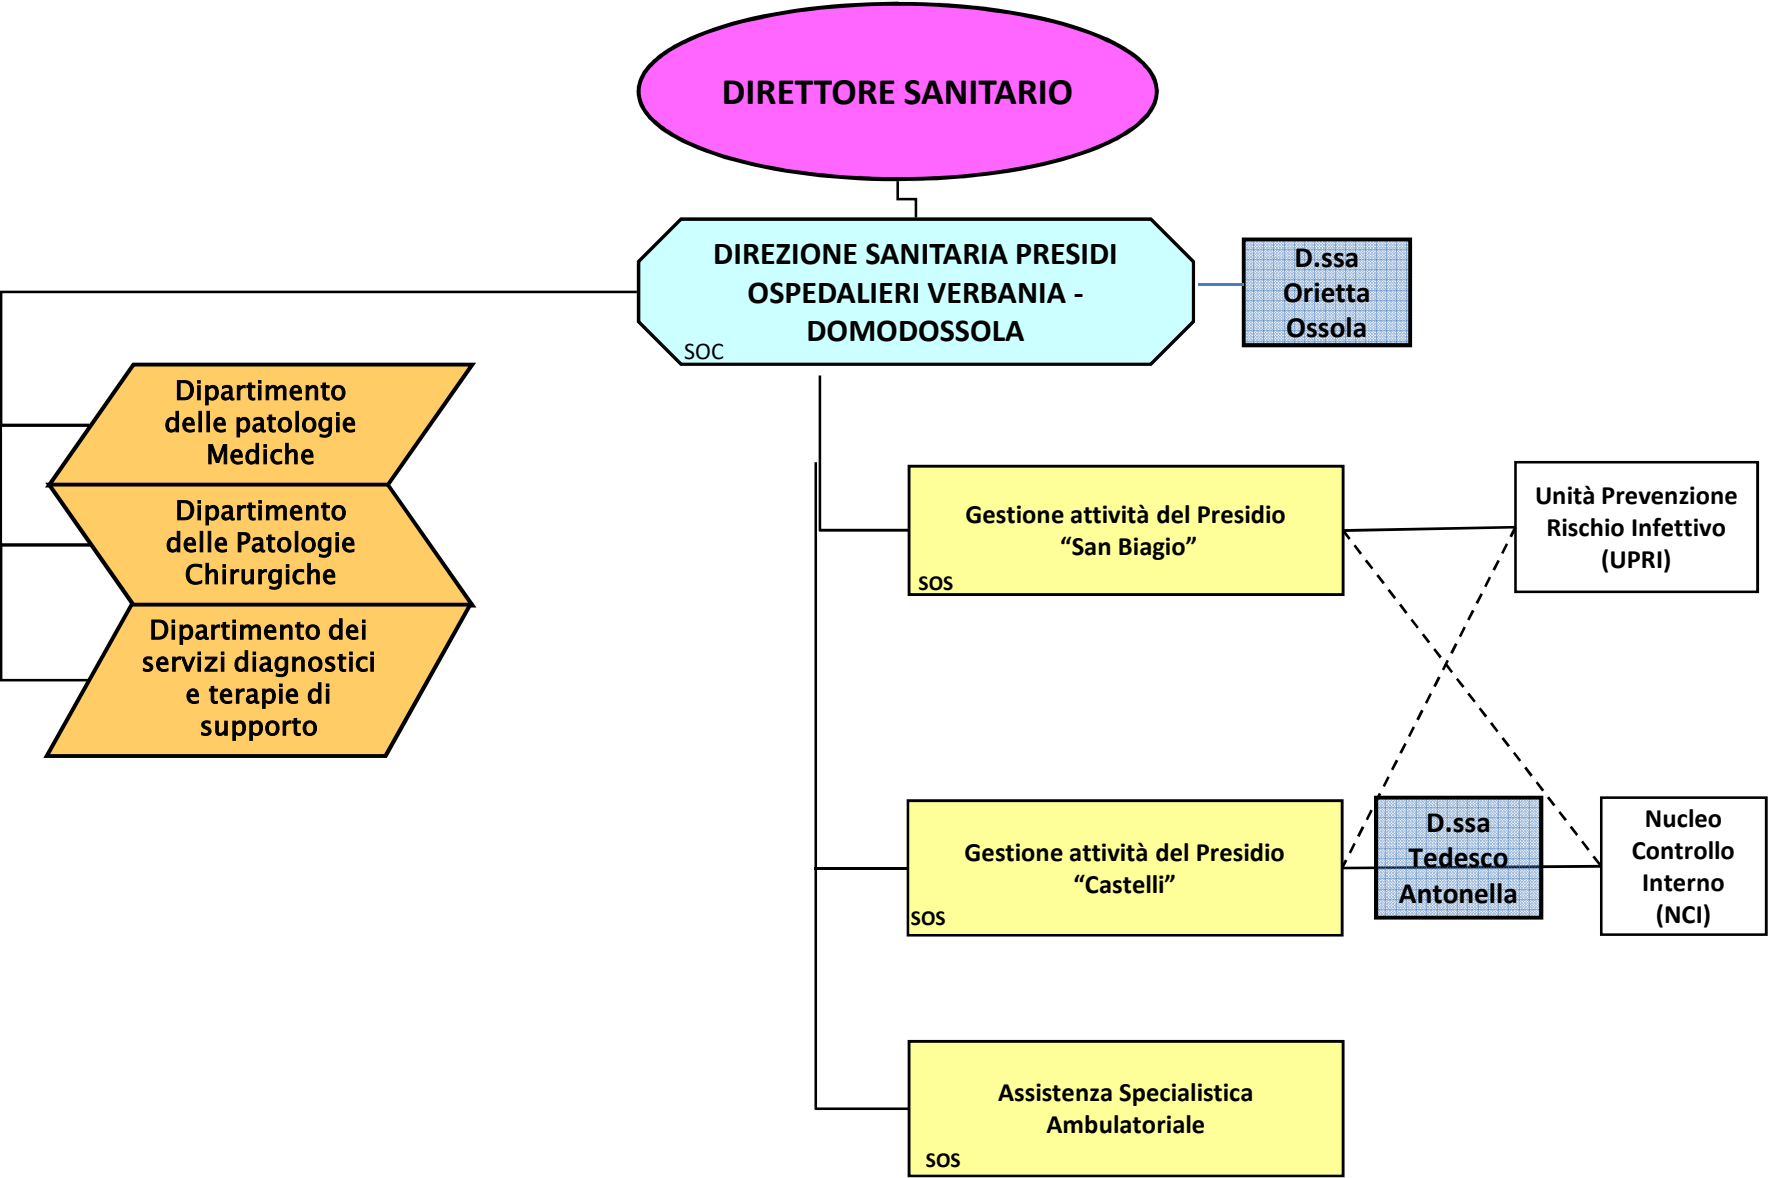 DIRETTORE SANITARIO
DIREZIONE SANITARIA PRESIDI
OSPEDALIERI VERBANIA -
DOMODOSSOLA
SOC
D.ssa
Orietta
Ossola
Dipartimento
delle patologie
Mediche
Dipartimento
delle Patologie
Chirurgiche
Dipartimento dei
servizi diagnostici
e terapie di
supporto
Gestione attività del Presidio
“San Biagio”
SOS
Unità Prevenzione
Rischio Infettivo
(UPRI)
Gestione attività del Presidio
“Castelli”
SOS
D.ssa
Tedesco
Antonella
Nucleo
Controllo
Interno
(NCI)
Assistenza Specialistica
Ambulatoriale
SOS